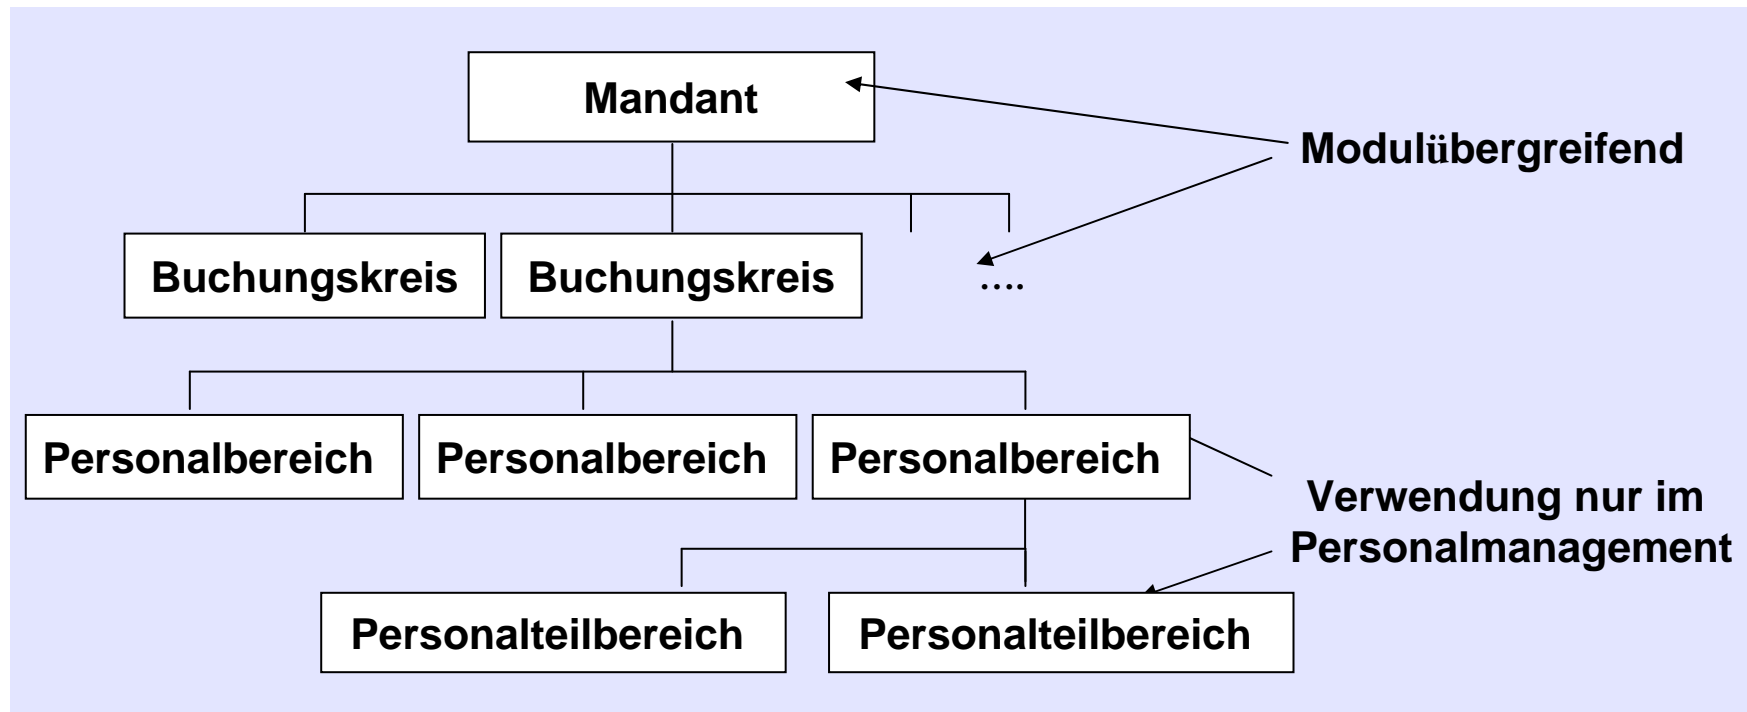 Mandant
Modulübergreifend
Buchungskreis
Buchungskreis
....
Personalbereich
Personalbereich
Personalbereich
Verwendung nur im
Personalmanagement
Personalteilbereich
Personalteilbereich